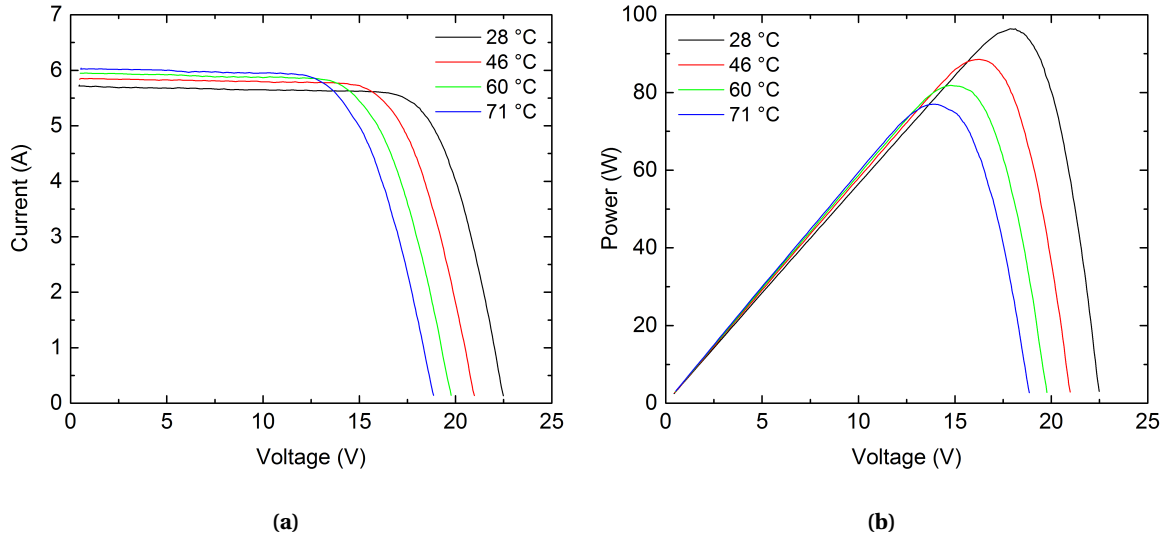 7
6
5
4
3
2
1
0
0 5 10 15 20 25
Current (A)
Voltage (V)
28 °C
46 °C
60 °C
71 °C
(a)
100
80
60
40
20
0
0 5 10 15 20 25
Power (W)
Voltage (V)
28 °C
46 °C
60 °C
71 °C
(b)